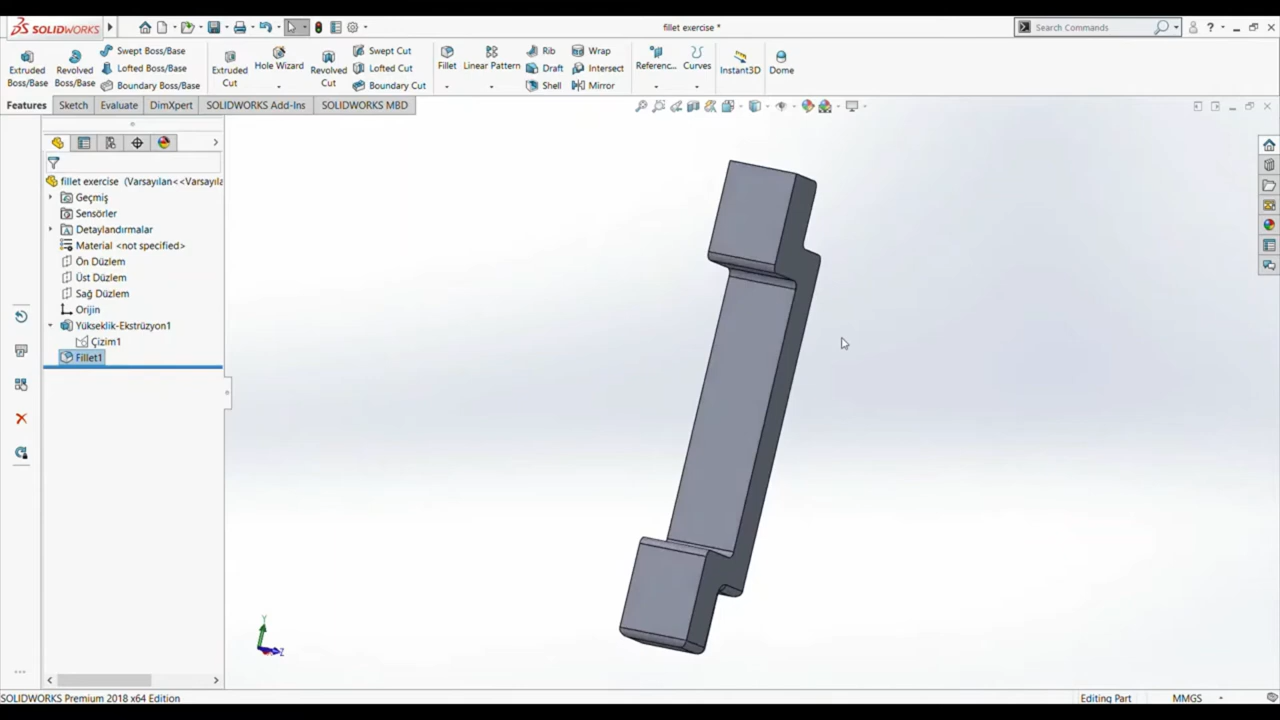 SOLIDWORKS
fillet exercise *
Search Commands
Extruded Boss/Base
Revolved Boss/Base
Swept Boss/Base
Lofted Boss/Base
Boundary Boss/Base
Extruded Cut
Hole Wizard
Revolved Cut
Swept Cut
Lofted Cut
Boundary Cut
Fillet
Linear Pattern
Rib
Draft
Shell
Wrap
Intersect
Mirror
Referenc...
Curves
Instant3D
Dome
Features
Sketch
Evaluate
DimXpert
SOLIDWORKS Add-Ins
SOLIDWORKS MBD
fillet exercise (Varsayılan<<Varsayıla
Geçmiş
Sensörler
Detaylandırmalar
Material <not specified>
Ön Düzlem
Üst Düzlem
Sağ Düzlem
Orijin
Yükseklik-Ekstrüzyon1
Çizim1
Fillet1
Y
Z
SOLIDWORKS Premium 2018 x64 Edition
Editing Part
MMGS